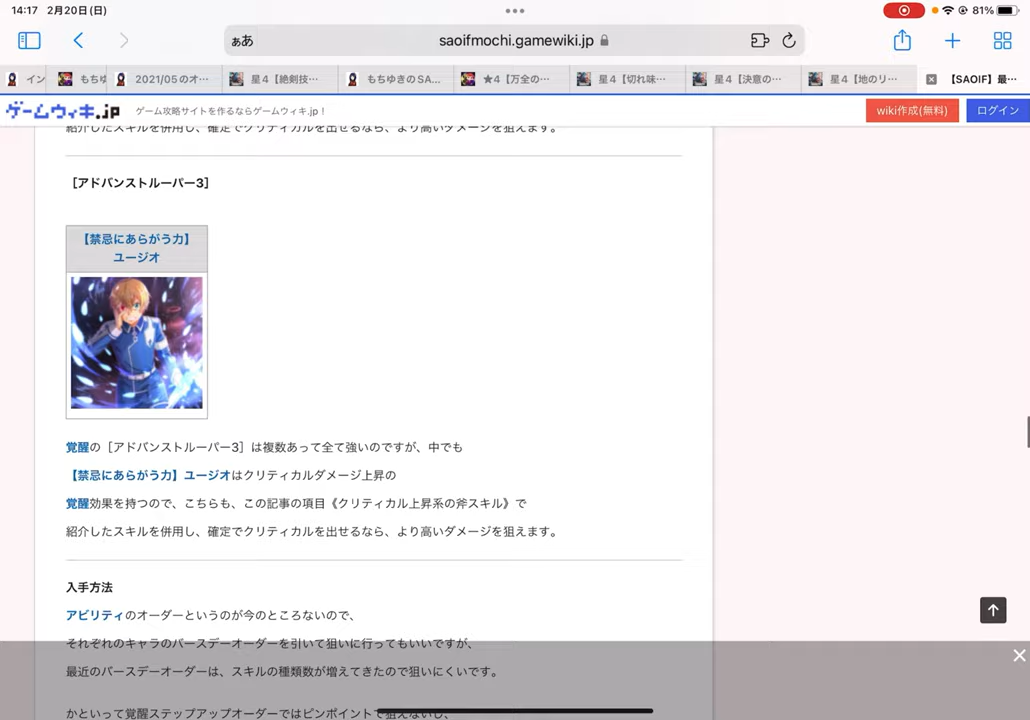 14:17 2月20日(日)
81%
ぁあ
saoifmochi.gamewiki.jp
イン
もちゆ
2021/05のオ…
星４【絶剣技…
もちゆきのSA...
★4【万全の…
星４【切れ味…
星４【決意の…
星４【地のリ…
【SAOIF】最…
ゲームウィキ.jp
ゲーム攻略サイトを作るならゲームウィキ.jp！
wiki作成(無料)
ログイン
紹介したスキルを併用し、確定でクリティカルを出せるなら、より高いダメージを狙えます。
［アドバンストルーパー3］
【禁忌にあらがう力】
ユージオ
覚醒の［アドバンストルーパー3］は複数あって全て強いのですが、中でも
【禁忌にあらがう力】ユージオはクリティカルダメージ上昇の
覚醒効果を持つので、こちらも、この記事の項目《クリティカル上昇系の斧スキル》で
紹介したスキルを併用し、確定でクリティカルを出せるなら、より高いダメージを狙えます。
入手方法
アビリティのオーダーというのが今のところないので、
それぞれのキャラのバースデーオーダーを引いて狙いに行ってもいいですが、
最近のバースデーオーダーは、スキルの種類数が増えてきたので狙いにくいです。
かといって覚醒ステップアップオーダーではピンポイントで狙えないし、